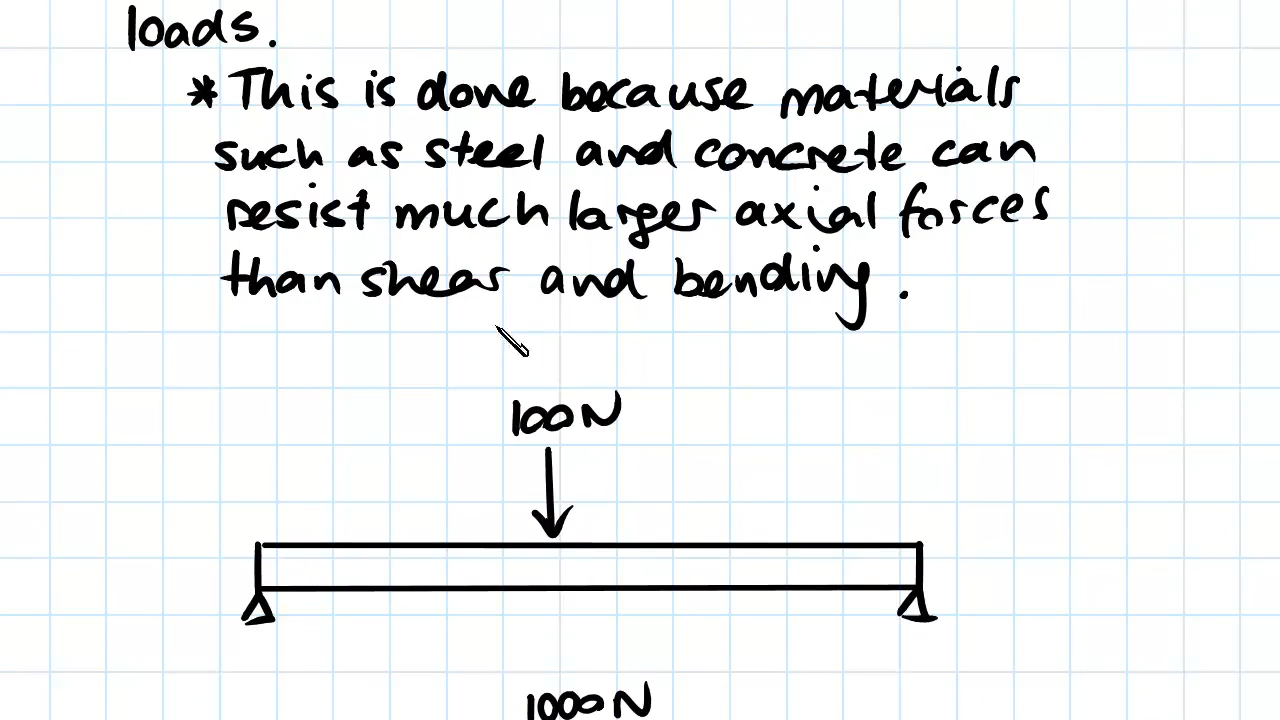 loads.
* This is done because materials
such as steel and concrete can
resist much larger axial forces
than shear and bending.
100N
1000N